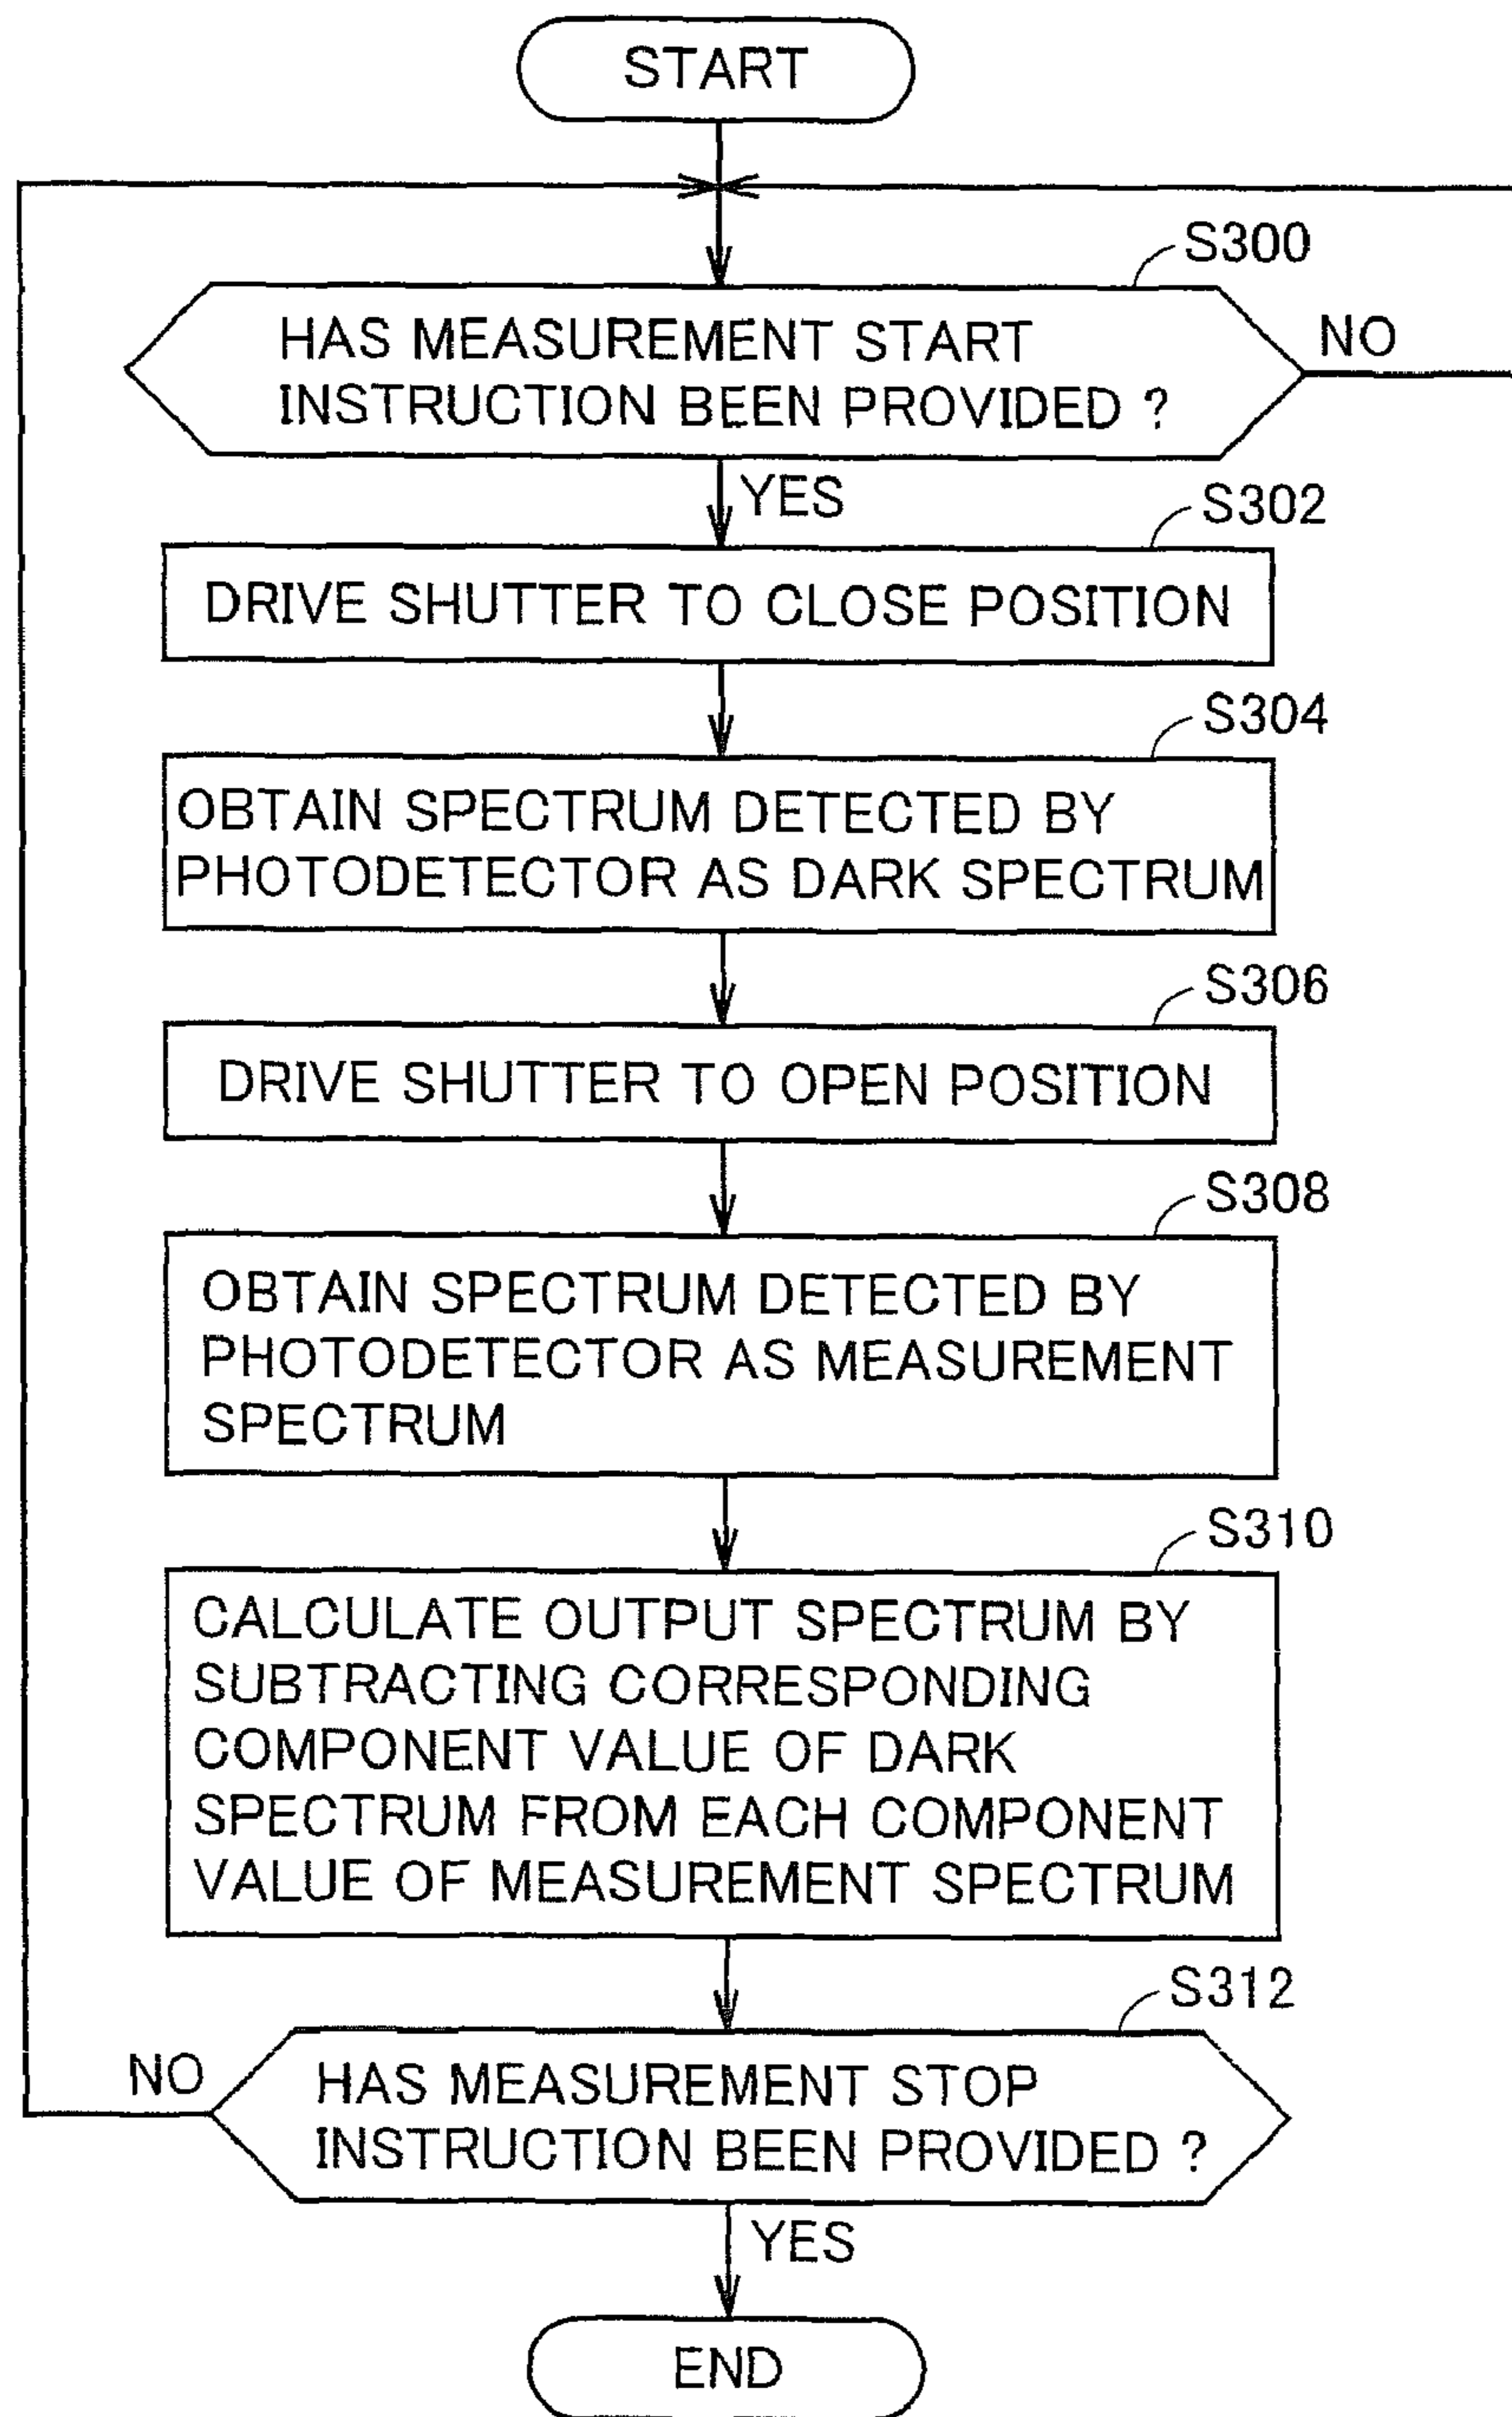 START
S300
HAS MEASUREMENT START
INSTRUCTION BEEN PROVIDED ?
NO
YES
S302
DRIVE SHUTTER TO CLOSE POSITION
S304
OBTAIN SPECTRUM DETECTED BY
PHOTODETECTOR AS DARK SPECTRUM
S306
DRIVE SHUTTER TO OPEN POSITION
S308
OBTAIN SPECTRUM DETECTED BY
PHOTODETECTOR AS MEASUREMENT
SPECTRUM
S310
CALCULATE OUTPUT SPECTRUM BY
SUBTRACTING CORRESPONDING
COMPONENT VALUE OF DARK
SPECTRUM FROM EACH COMPONENT
VALUE OF MEASUREMENT SPECTRUM
S312
NO
HAS MEASUREMENT STOP
INSTRUCTION BEEN PROVIDED ?
YES
END